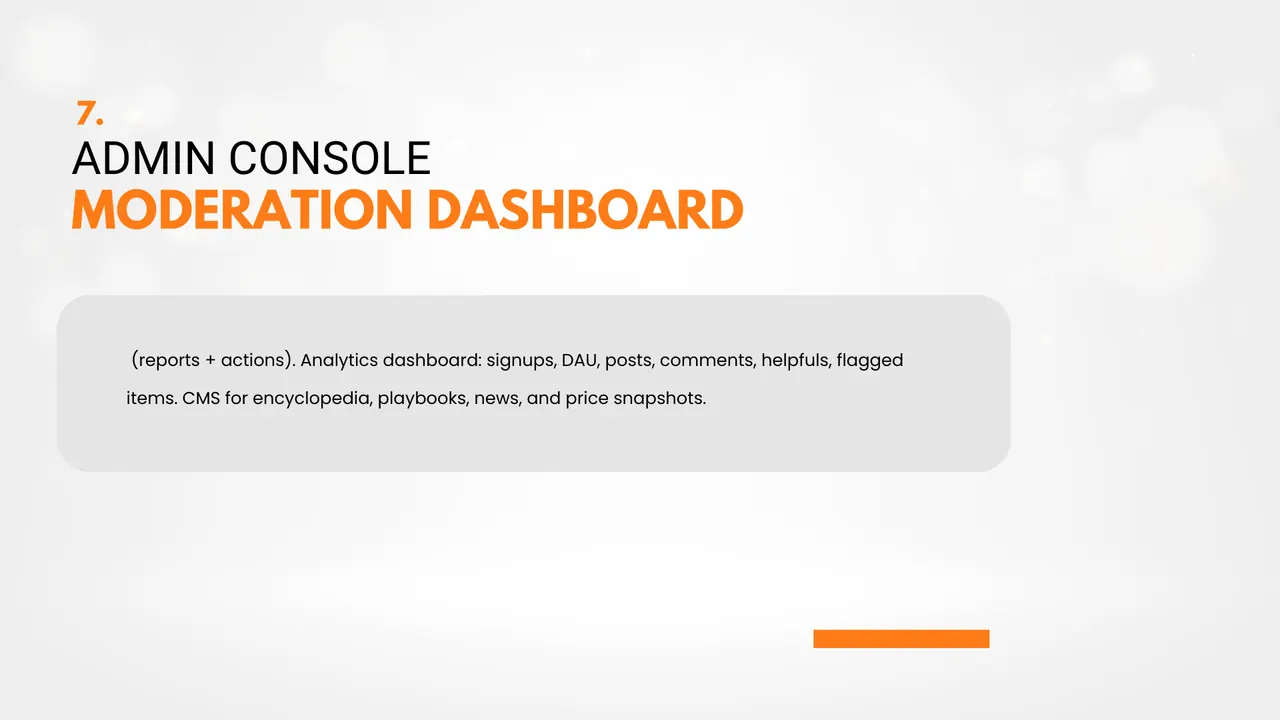 7.
ADMIN CONSOLE
MODERATION DASHBOARD
(reports + actions). Analytics dashboard: signups, DAU, posts, comments, helpfuls, flagged
items. CMS for encyclopedia, playbooks, news, and price snapshots.